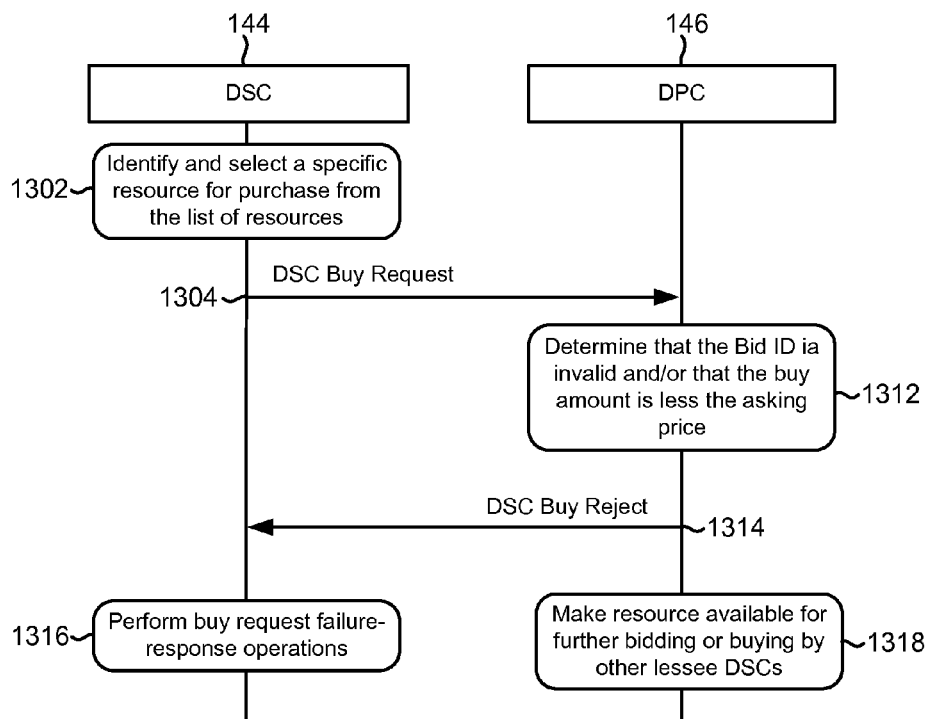 144
146
DSC
DPC
1302
Identify and select a specific
resource for purchase from
the list of resources
DSC Buy Request
1304
Determine that the Bid ID ia
invalid and/or that the buy
amount is less the asking
price
1312
DSC Buy Reject
1314
1316
Perform buy request failure-
response operations
Make resource available for
further bidding or buying by
other lessee DSCs
1318